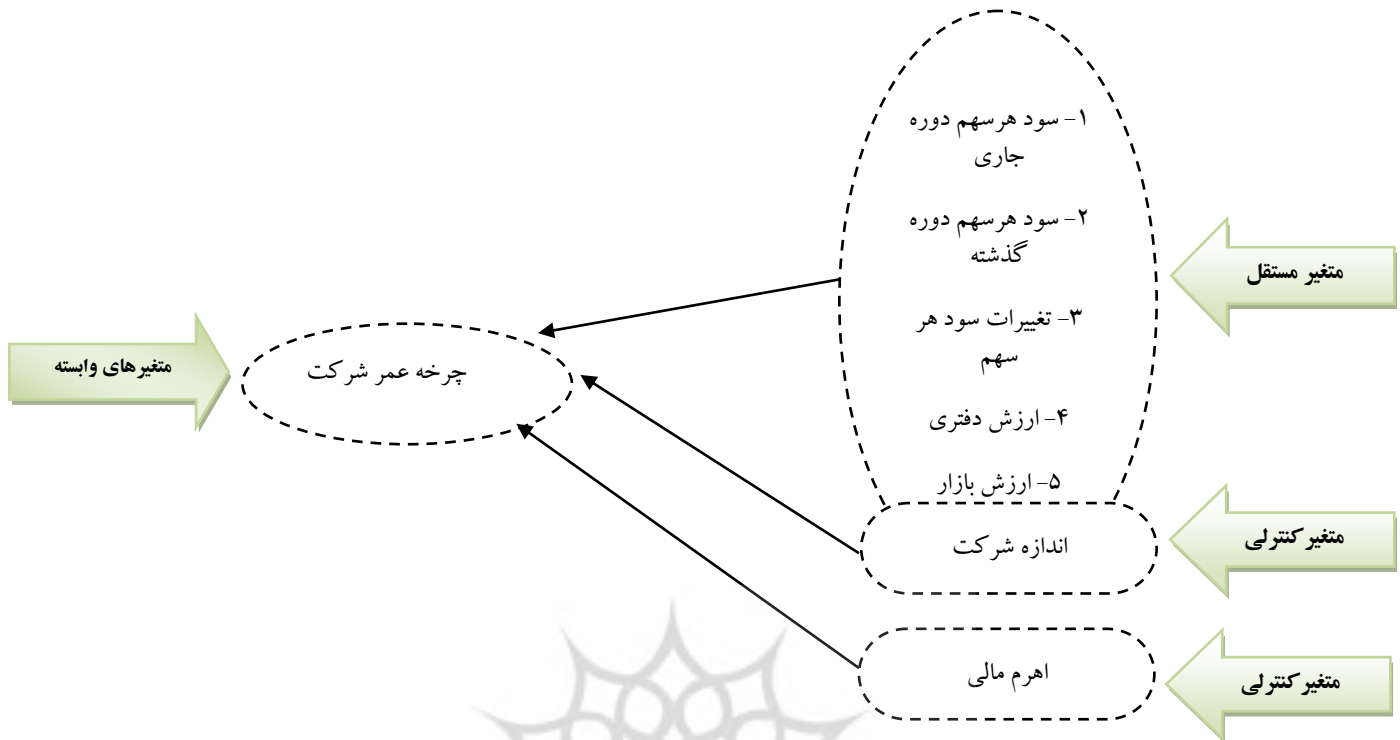 ۱- سود هرسهم دوره
جاری
۲- سود هرسهم دوره
گذشته
۳- تغییرات سود هر
سهم
۴- ارزش دفتری
۵- ارزش بازار
متغیر مستقل
چرخه عمر شرکت
متغیرهای وابسته
اندازه شرکت
متغیر کنترلی
اهرم مالی
متغیر کنترلی